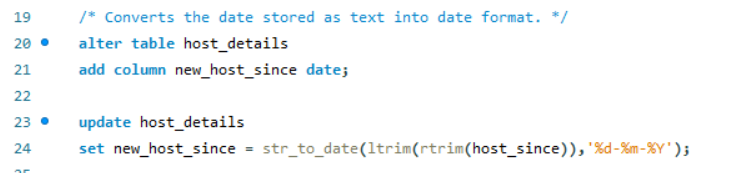 19 /* Converts the date stored as text into date format. */
20 alter table host_details
21 add column new_host_since date;
22
23 update host_details
24 set new_host_since = str_to_date(ltrim(rtrim(host_since)),'%d-%m-%Y');